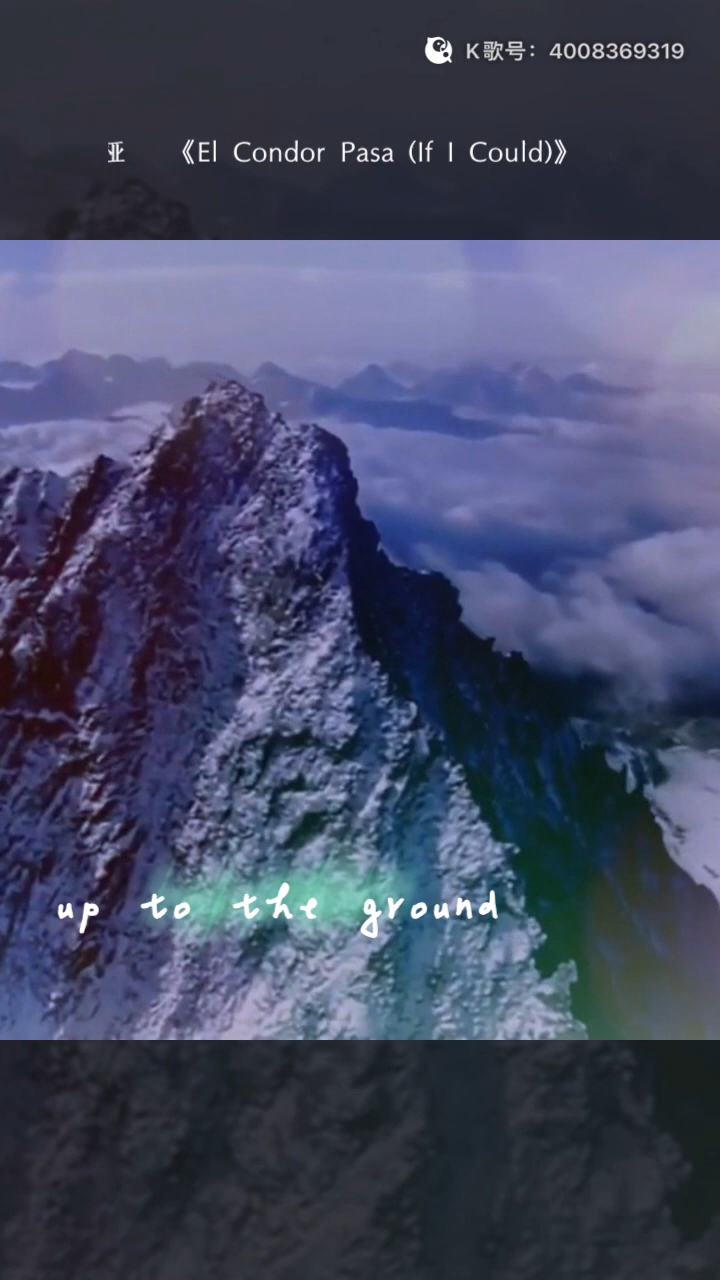 K歌号：4008369319
亚 《El Condor Pasa (If I Could)》
up to the ground